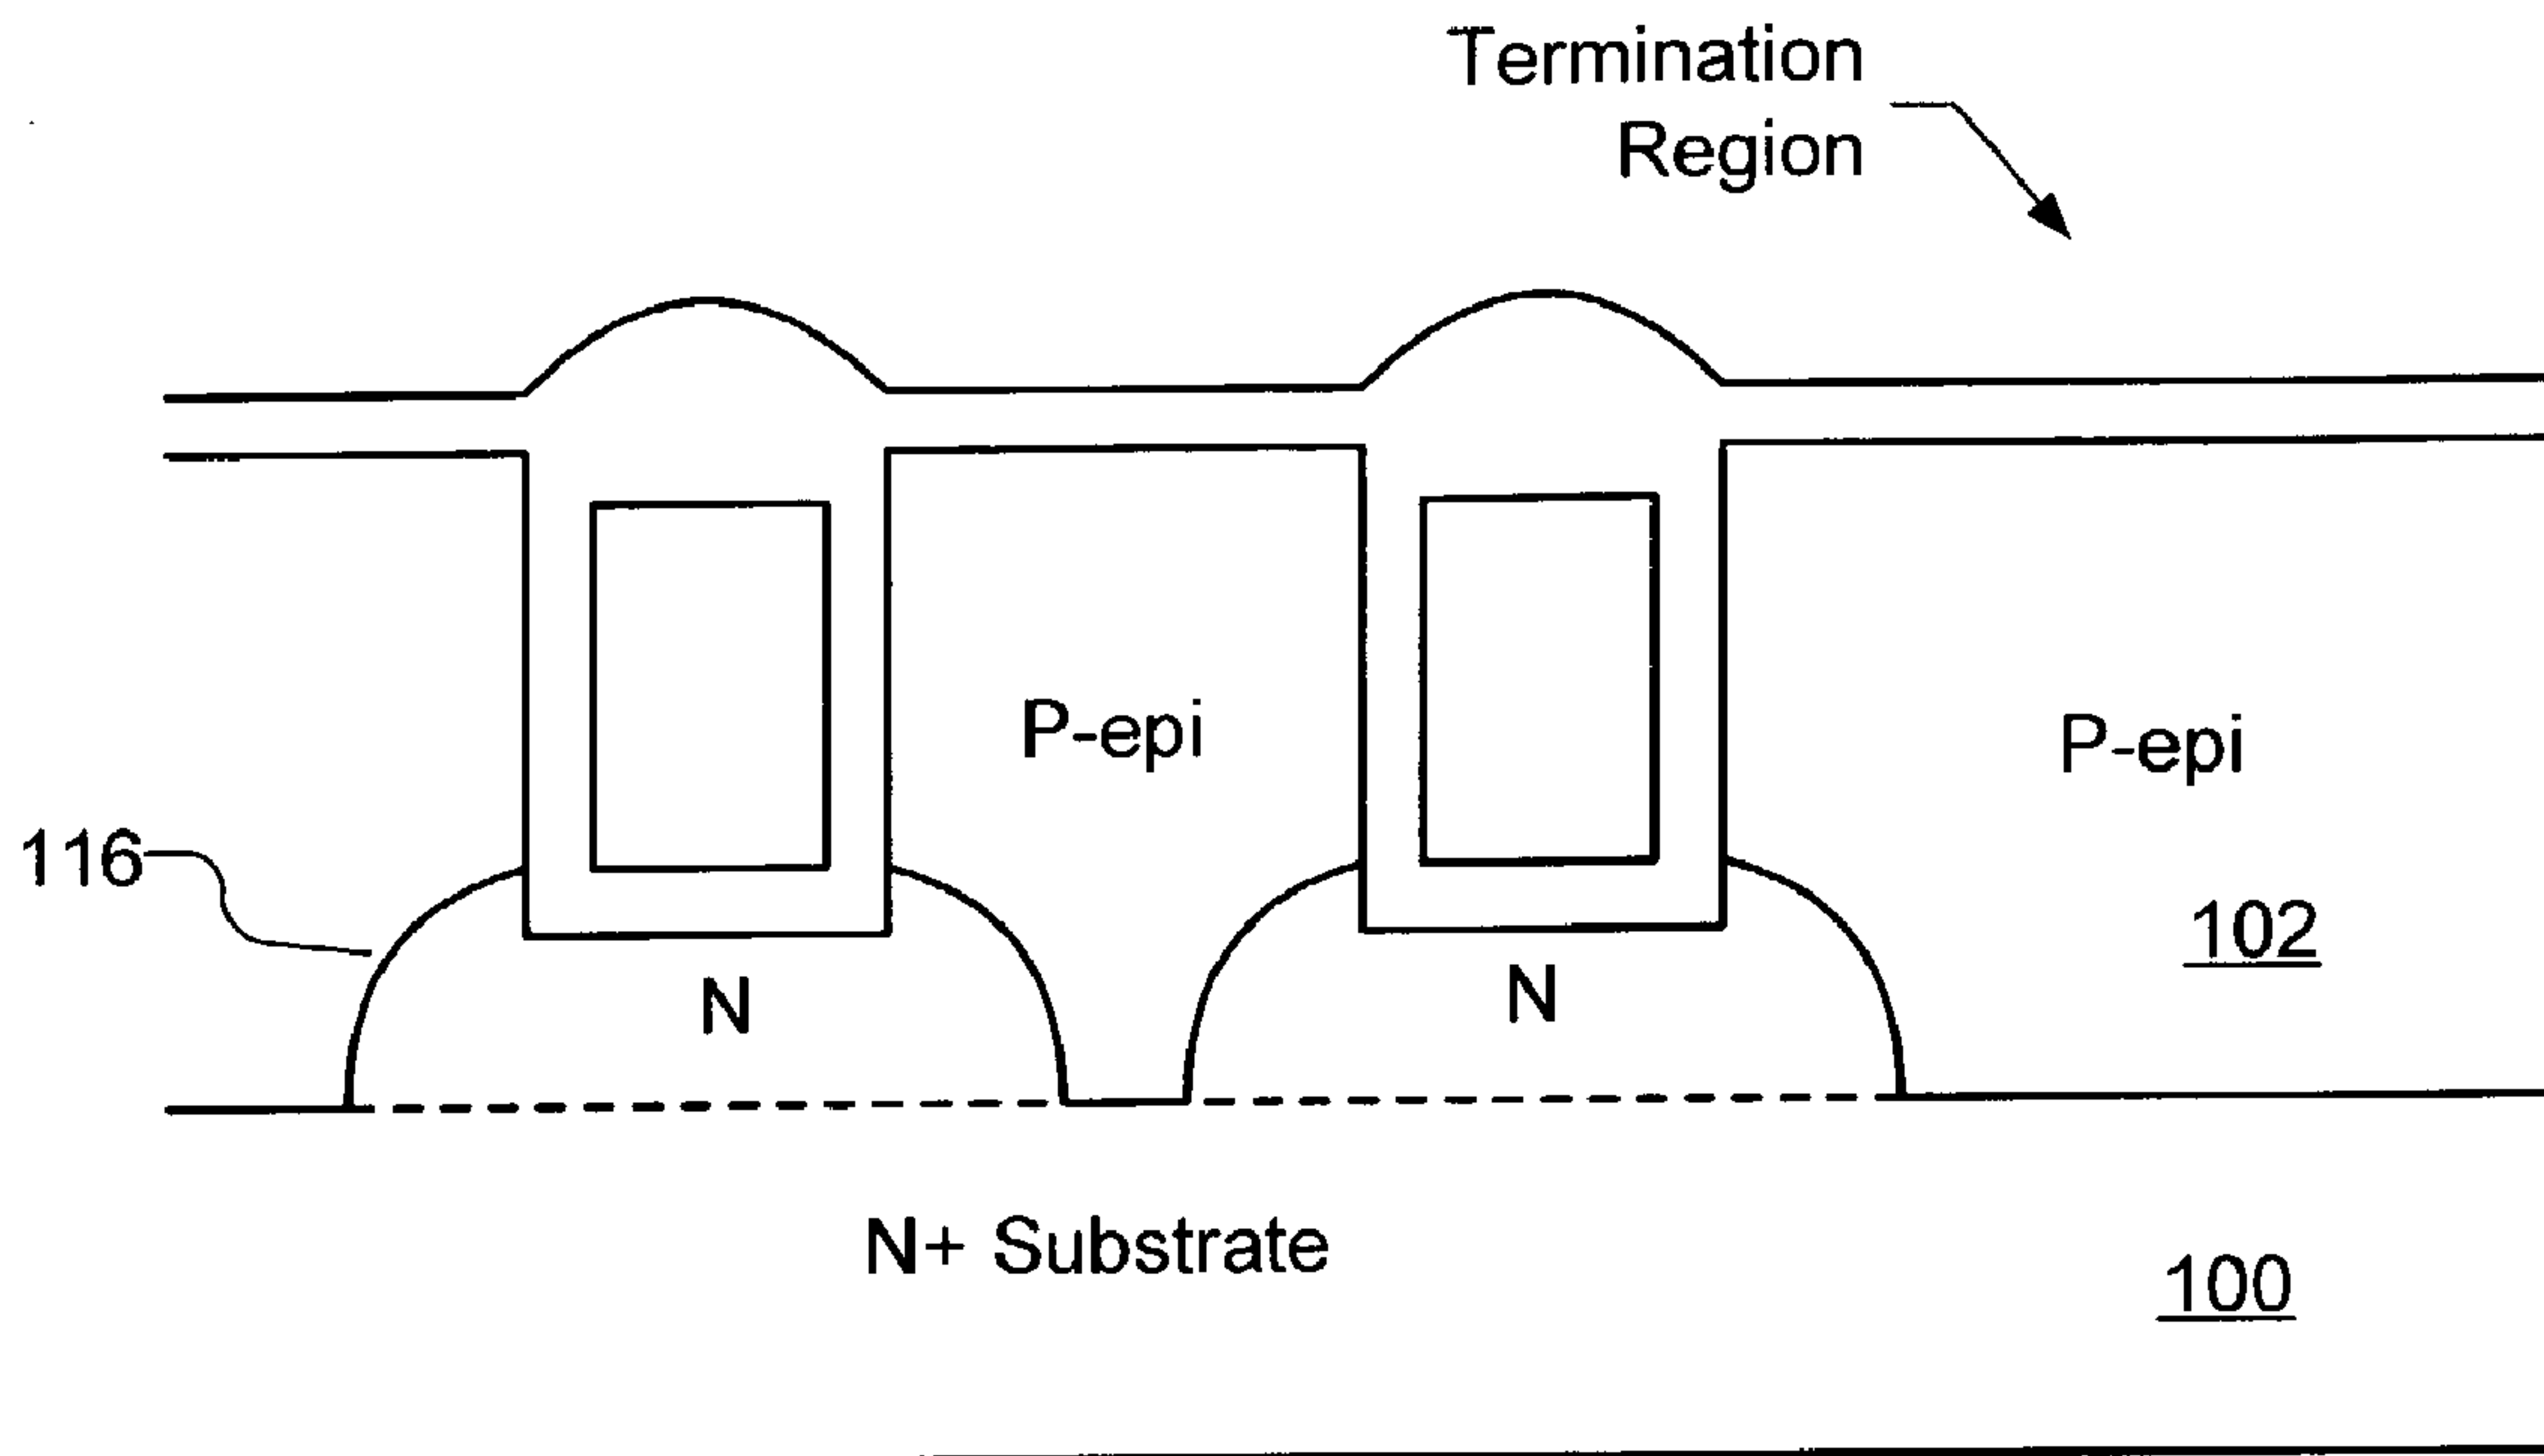 Termination
Region
P-epi
P-epi
116
102
N
N
N+ Substrate
100